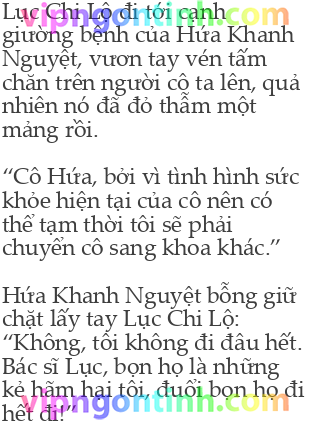 Lục Chi Lộ đi tới cạnh
giường bệnh của Hứa Khanh
Nguyệt, vươn tay vén tấm
chăn trên người cô ta lên, quả
nhiên nó đã đỏ thẫm một
mảng rồi.
“Cô Hứa, bởi vì tình hình sức
khỏe hiện tại của cô nên có
thể tạm thời tôi sẽ phải
chuyển cô sang khoa khác.”
Hứa Khanh Nguyệt bỗng giữ
chặt lấy tay Lục Chi Lộ:
“Không, tôi không đi đâu hết.
Bác sĩ Lục, bọn họ là những
kẻ hãm hại tôi, đuổi bọn họ đi
hết đi!”
vipngontinh.com
vipngontinh.com